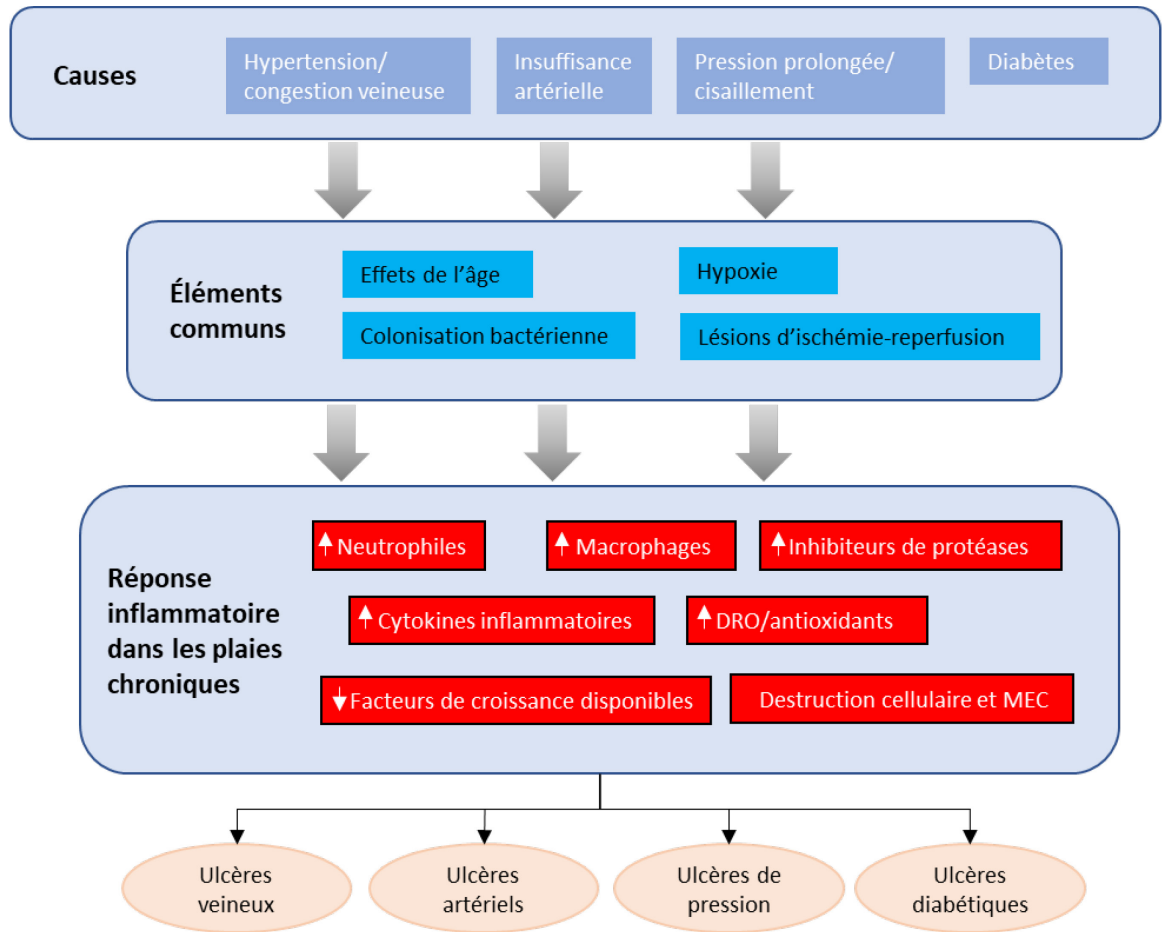 Causes
Hypertension/
congestion veineuse
Insuffisance
artérielle
Pression prolongée/
cisaillement
Diabètes
Éléments
communs
Effets de l'âge
Hypoxie
Colonisation bactérienne
Lésions d'ischémie-reperfusion
Réponse
inflammatoire
dans les plaies
chroniques
Neutrophiles
Macrophages
Inhibiteurs de protéases
Cytokines inflammatoires
DRO/antioxidants
Facteurs de croissance disponibles
Destruction cellulaire et MEC
Ulcères
veineux
Ulcères
artériels
Ulcères de
pression
Ulcères
diabétiques